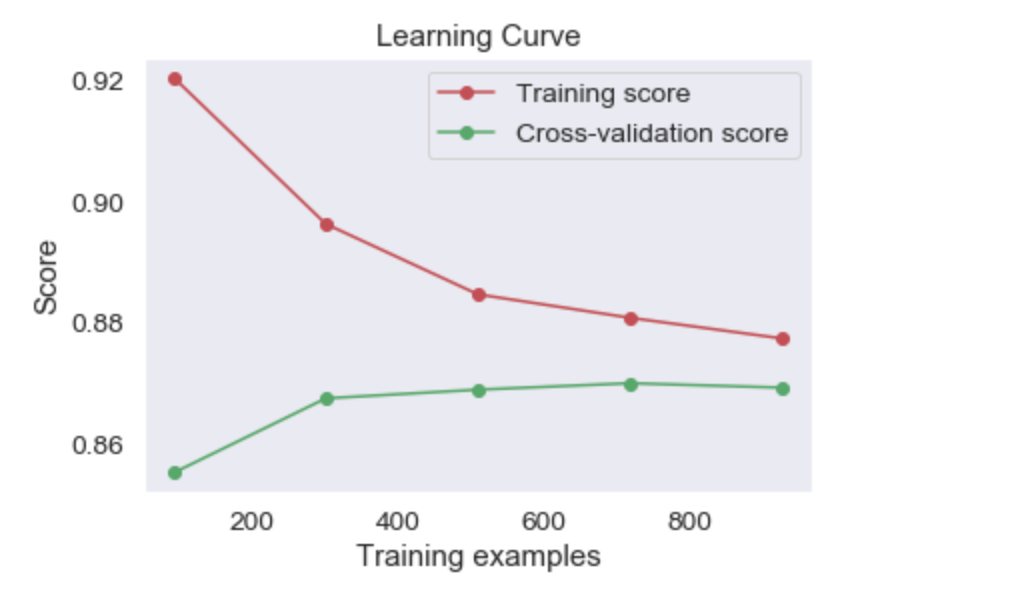 Learning Curve
Training score
Cross-validation score
0.92
0.90
0.88
0.86
Score
200 400 600 800
Training examples